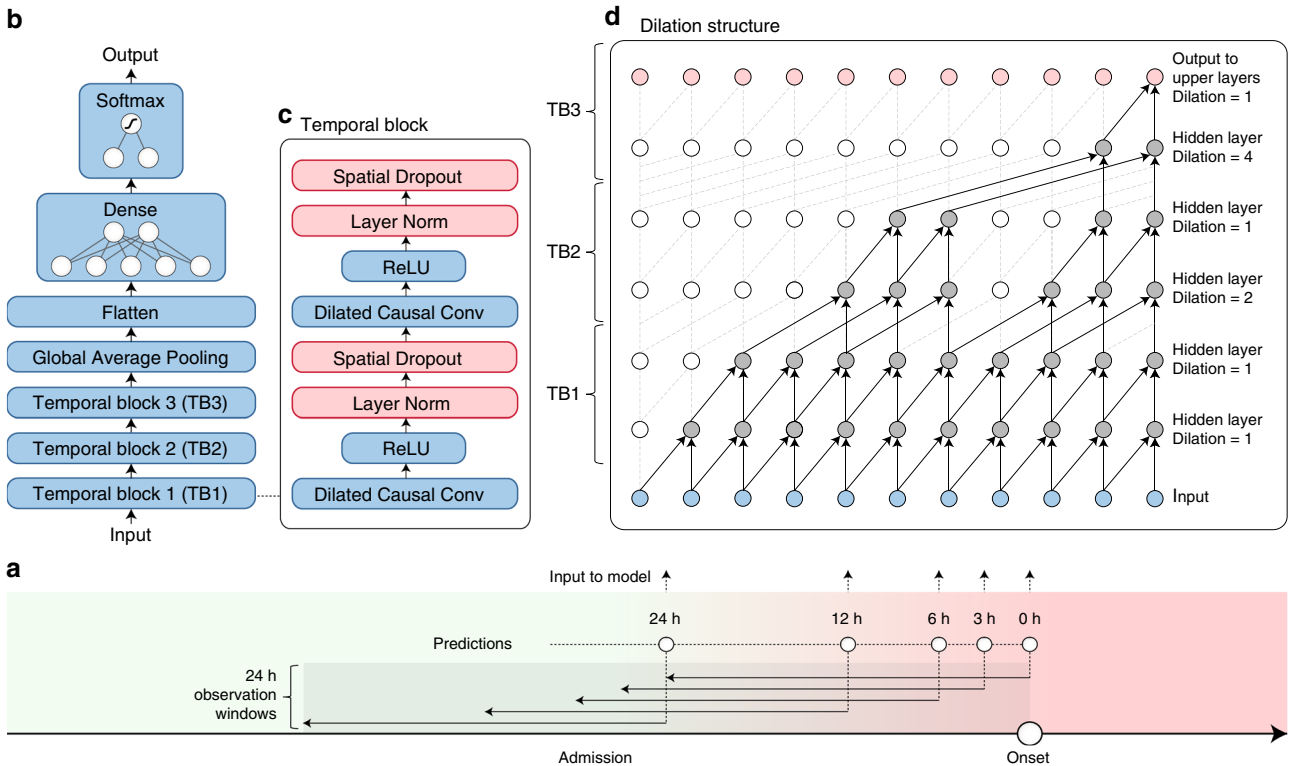 b
Output
Softmax
Dense
Flatten
Global Average Pooling
Temporal block 3 (TB3)
Temporal block 2 (TB2)
Temporal block 1 (TB1)
Input
c
Temporal block
Spatial Dropout
Layer Norm
ReLU
Dilated Causal Conv
Spatial Dropout
Layer Norm
ReLU
Dilated Causal Conv
d
Dilation structure
TB3
TB2
TB1
Output to
upper layers
Dilation = 1
Hidden layer
Dilation = 4
Hidden layer
Dilation = 1
Hidden layer
Dilation = 2
Hidden layer
Dilation = 1
Hidden layer
Dilation = 1
Input
a
Input to model
24 h
12 h
6 h
3 h
0 h
Predictions
24 h
observation
windows
Admission
Onset